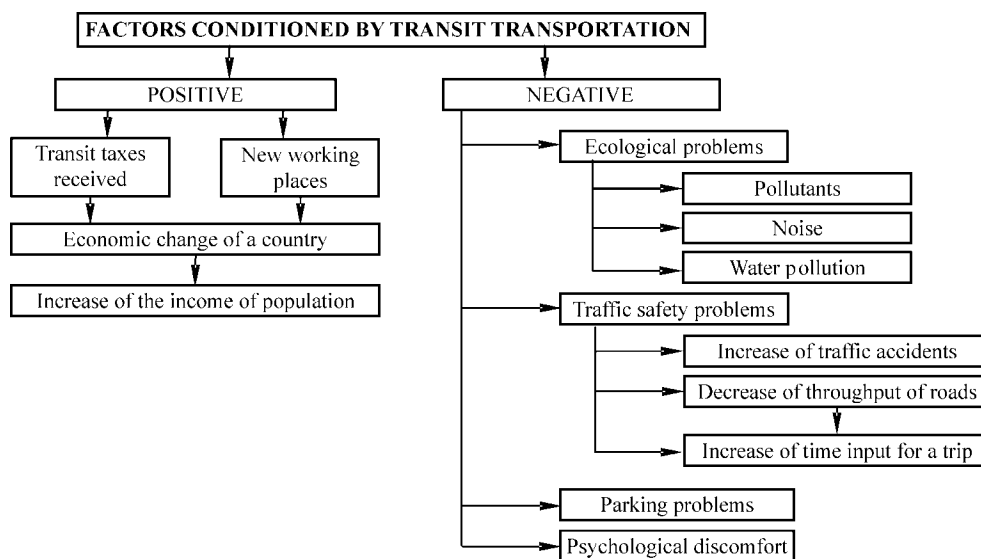 FACTORS CONDITIONED BY TRANSIT TRANSPORTATION
POSITIVE
NEGATIVE
Transit taxes
received
New working
places
Economic change of a country
Increase of the income of population
Ecological problems
Pollutants
Noise
Water pollution
Traffic safety problems
Increase of traffic accidents
Decrease of throughput of roads
Increase of time input for a trip
Parking problems
Psychological discomfort